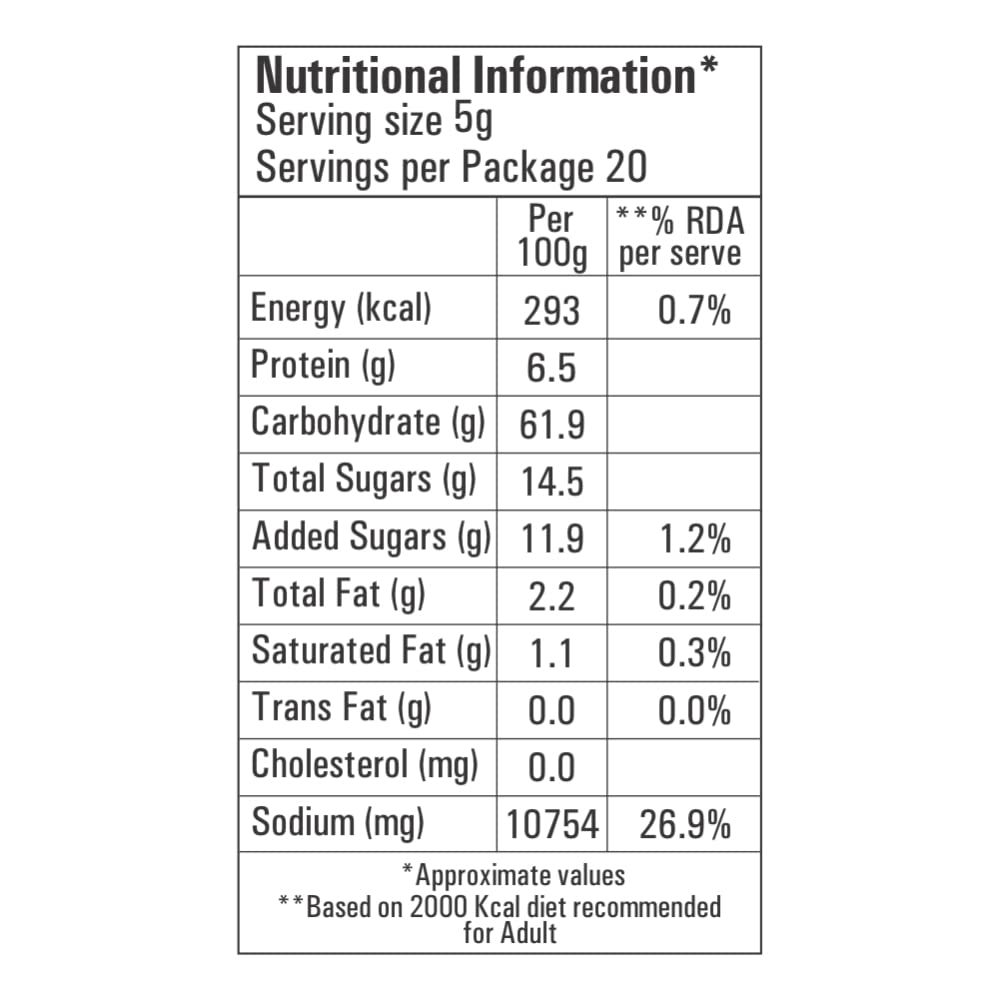 Nutritional Information*
Serving size 5g
Servings per Package 20
Per 100g **% RDA per serve
Energy (kcal) 293 0.7%
Protein (g) 6.5
Carbohydrate (g) 61.9
Total Sugars (g) 14.5
Added Sugars (g) 11.9 1.2%
Total Fat (g) 2.2 0.2%
Saturated Fat (g) 1.1 0.3%
Trans Fat (g) 0.0 0.0%
Cholesterol (mg) 0.0
Sodium (mg) 10754 26.9%
*Approximate values
**Based on 2000 Kcal diet recommended
for Adult